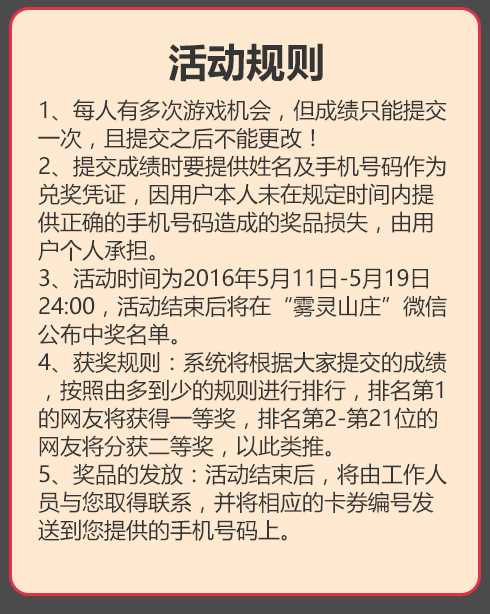 活动规则
1、每人有多次游戏机会，但成绩只能提交
一次，且提交之后不能更改！
2、提交成绩时要提供姓名及手机号码作为
兑奖凭证，因用户本人未在规定时间内提
供正确的手机号码造成的奖品损失，由用
户个人承担。
3、活动时间为2016年5月11日-5月19日
24:00，活动结束后将在“雾灵山庄”微信
公布中奖名单。
4、获奖规则：系统将根据大家提交的成绩
，按照由多到少的规则进行排行，排名第1
的网友将获得一等奖，排名第2-第21位的
网友将分获二等奖，以此类推。
5、奖品的发放：活动结束后，将由工作人
员与您取得联系，并将相应的卡券编号发
送到您提供的手机号码上。